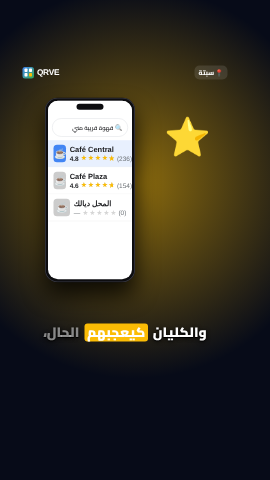 QRVE
سبتة
قهوة قريبة مني
Café Central
4.8 ★★★★★ (236)
Café Plaza
4.6 ★★★★★ (154)
المحل ديالك
— ★★★★★ (0)
والكليان كيعجبهم الحال،